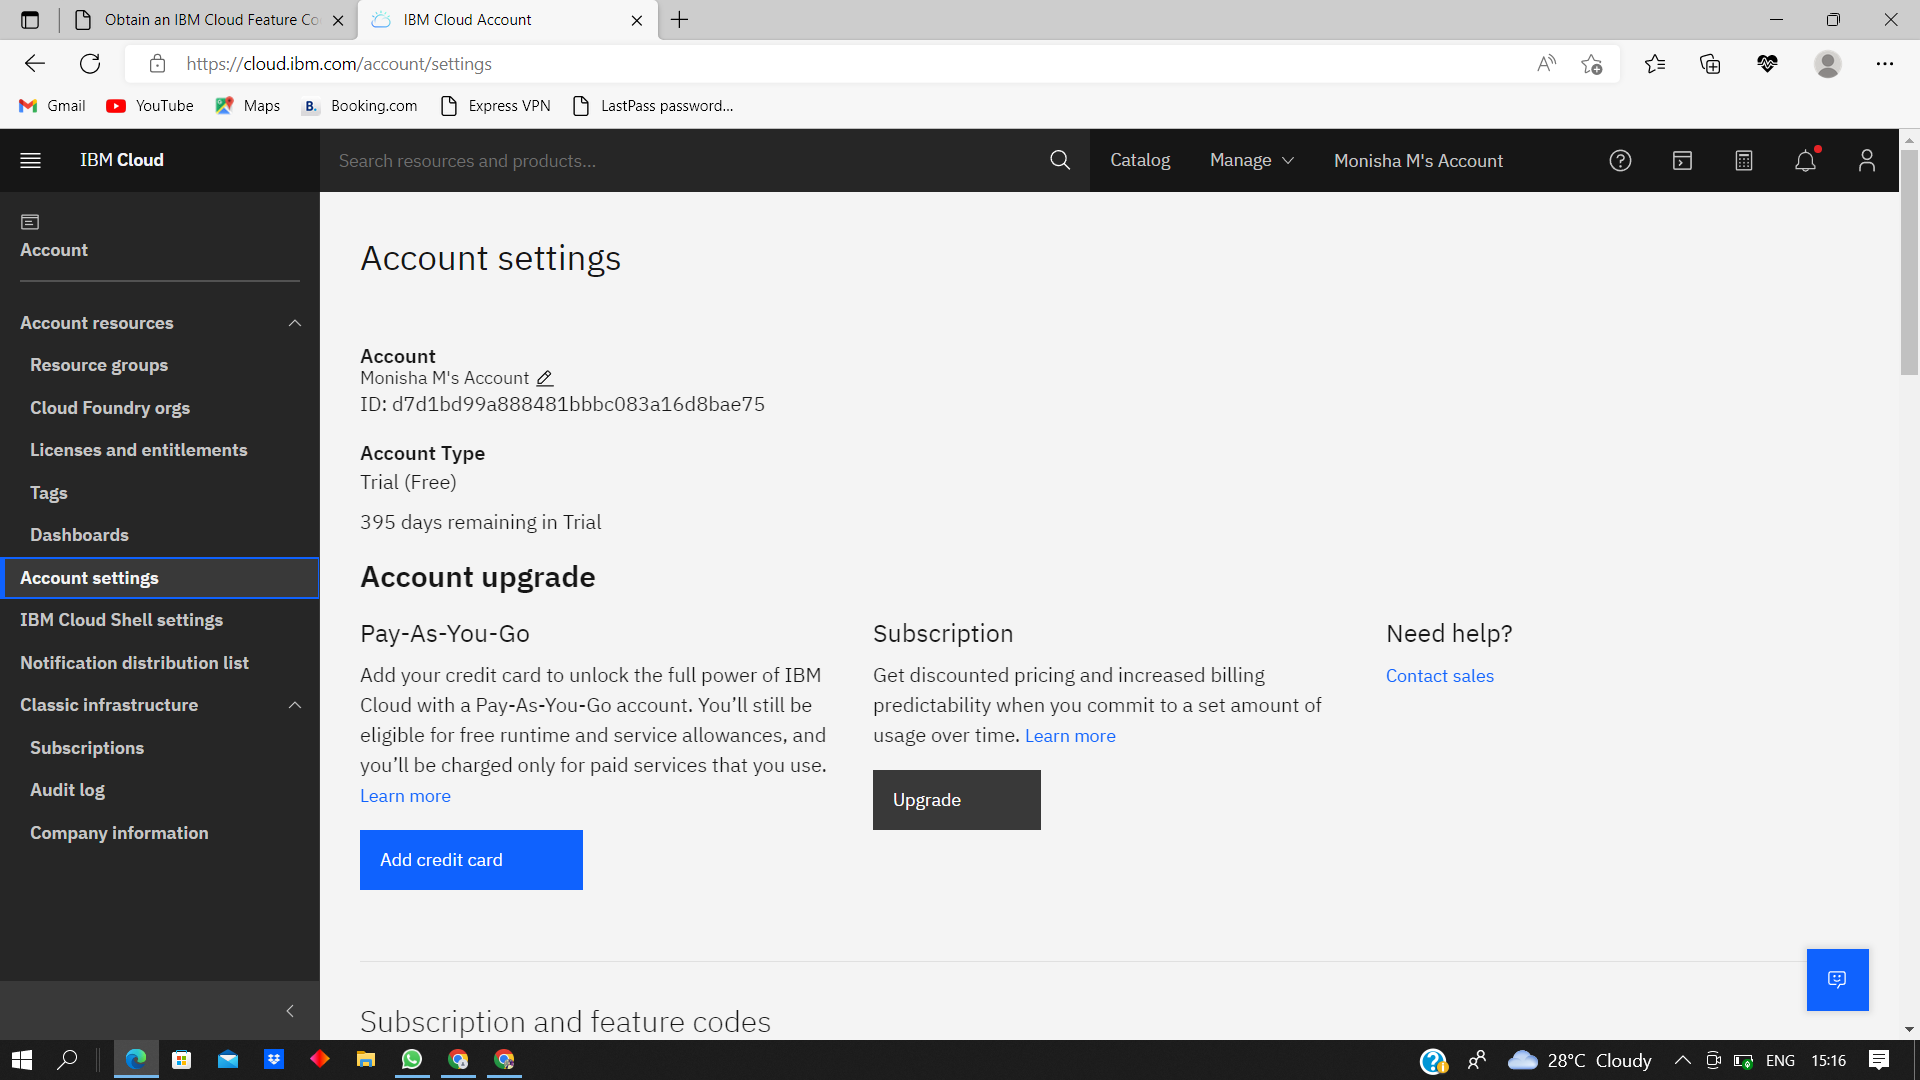 Obtain an IBM Cloud Feature Co
IBM Cloud Account
https://cloud.ibm.com/account/settings
Gmail
YouTube
Maps
B. Booking.com
Express VPN
LastPass password...
IBM Cloud
Search resources and products...
Catalog
Manage
Monisha M's Account
Account
Account resources
Resource groups
Cloud Foundry orgs
Licenses and entitlements
Tags
Dashboards
Account settings
IBM Cloud Shell settings
Notification distribution list
Classic infrastructure
Subscriptions
Audit log
Company information
Account settings
Account
Monisha M's Account
ID: d7d1bd99a888481bbbc083a16d8bae75
Account Type
Trial (Free)
395 days remaining in Trial
Account upgrade
Pay-As-You-Go
Add your credit card to unlock the full power of IBM
Cloud with a Pay-As-You-Go account. You’ll still be
eligible for free runtime and service allowances, and
you’ll be charged only for paid services that you use.
Learn more
Add credit card
Subscription
Get discounted pricing and increased billing
predictability when you commit to a set amount of
usage over time. Learn more
Upgrade
Need help?
Contact sales
Subscription and feature codes
28°C Cloudy
ENG
15:16